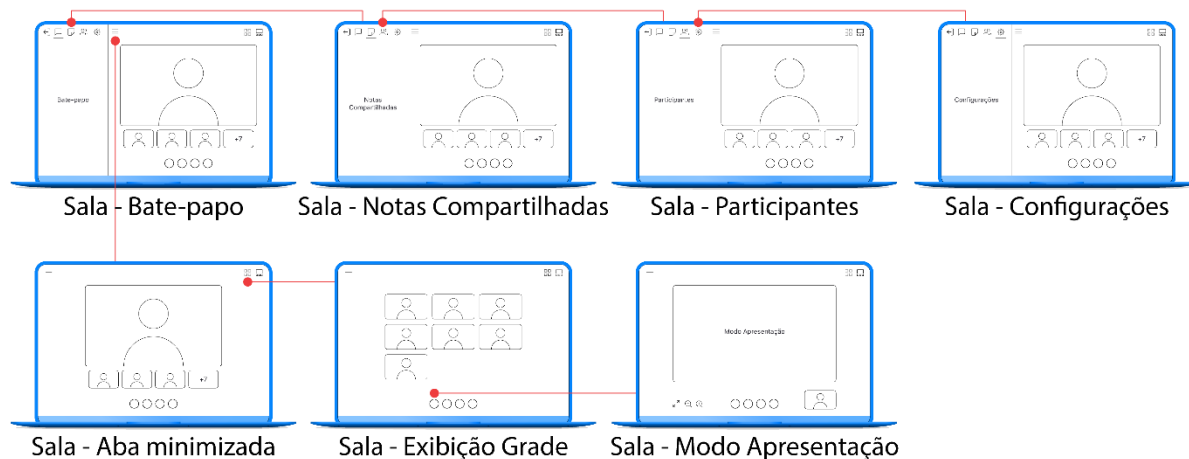 Bate-papo
+7
Sala - Bate-papo
Notas
Compartilhadas
+7
Sala - Notas Compartilhadas
Participantes
+7
Sala - Participantes
Configurações
+7
Sala - Configurações
+7
Sala - Aba minimizada
Sala - Exibição Grade
Modo Apresentação
Sala - Modo Apresentação